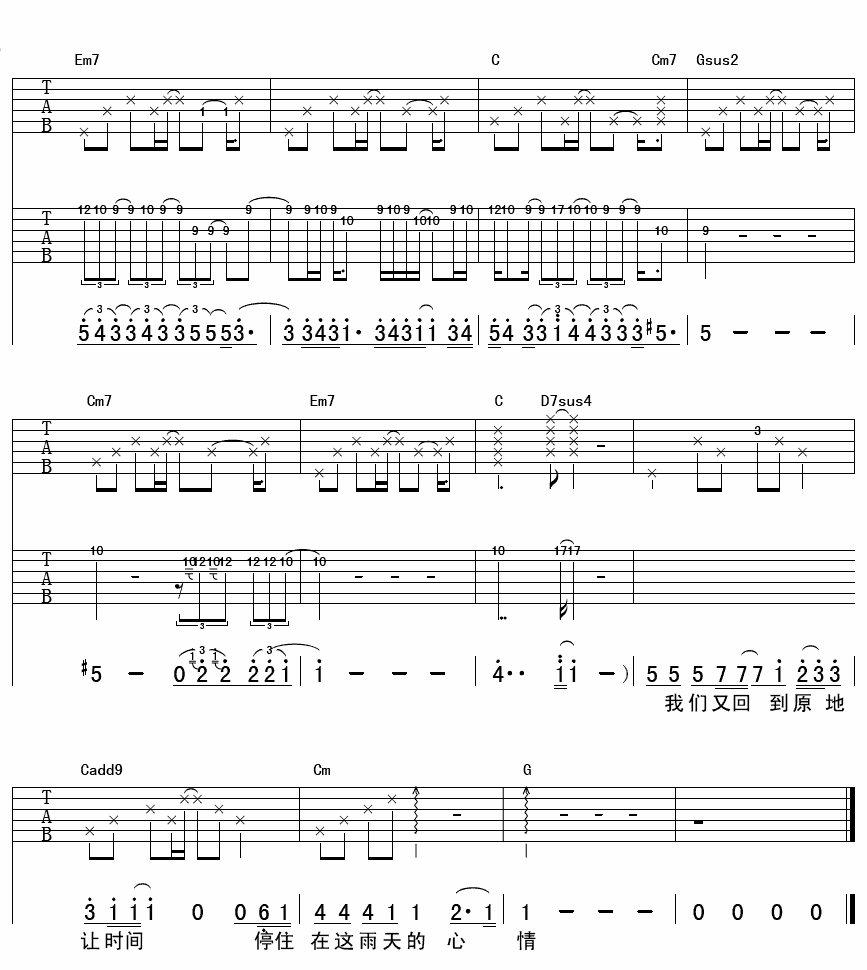 Em7 C Cm7 Gsus2
T A B 1 1
T A B 12 10 9 9 10 9 9 9 9 9 9 9 9 10 9 10 9 10 9 10 10 9 10 12 10 9 9 17 10 10 9 9 9 10 9 - - -
3 3 3 3 3
3 3 3 3
5 4 3 3 4 3 3 5 5 5 3· 3 3 4 3 1· 3 4 3 1 1 3 4 5 4 3 3 1 4 4 3 3 3 #5· 5 - - -
Cm7 Em7 C D7sus4
T A B - 3
T A B 10 - 10 12 10 12 12 12 10 10 - - - 10 17 17 -
3 3
3 3
#5 - 0 1 2 1 2 2 2 1 1 - - - 4·· 1 1 - ) 5 5 5 7 7 7 1 2 3 3
我们又回 到原 地
Cadd9 Cm G
T A B - - - -
3 1 1 1 0 0 6 1 4 4 4 1 1 2· 1 1 - - - 0 0 0 0
让时间 停住 在这雨天的 心 情